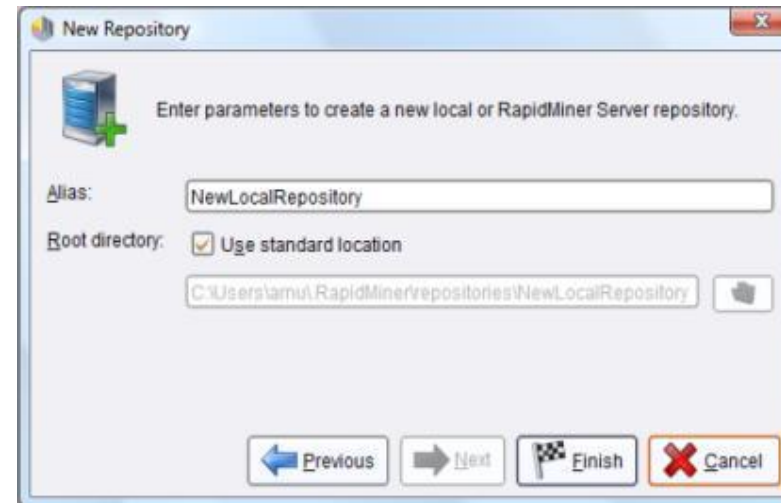 New Repository
Enter parameters to create a new local or RapidMiner Server repository.
Alias: NewLocalRepository
Root directory: Use standard location
C:\Users\arnu\.RapidMiner\repositories\NewLocalRepository
Previous Next Finish Cancel